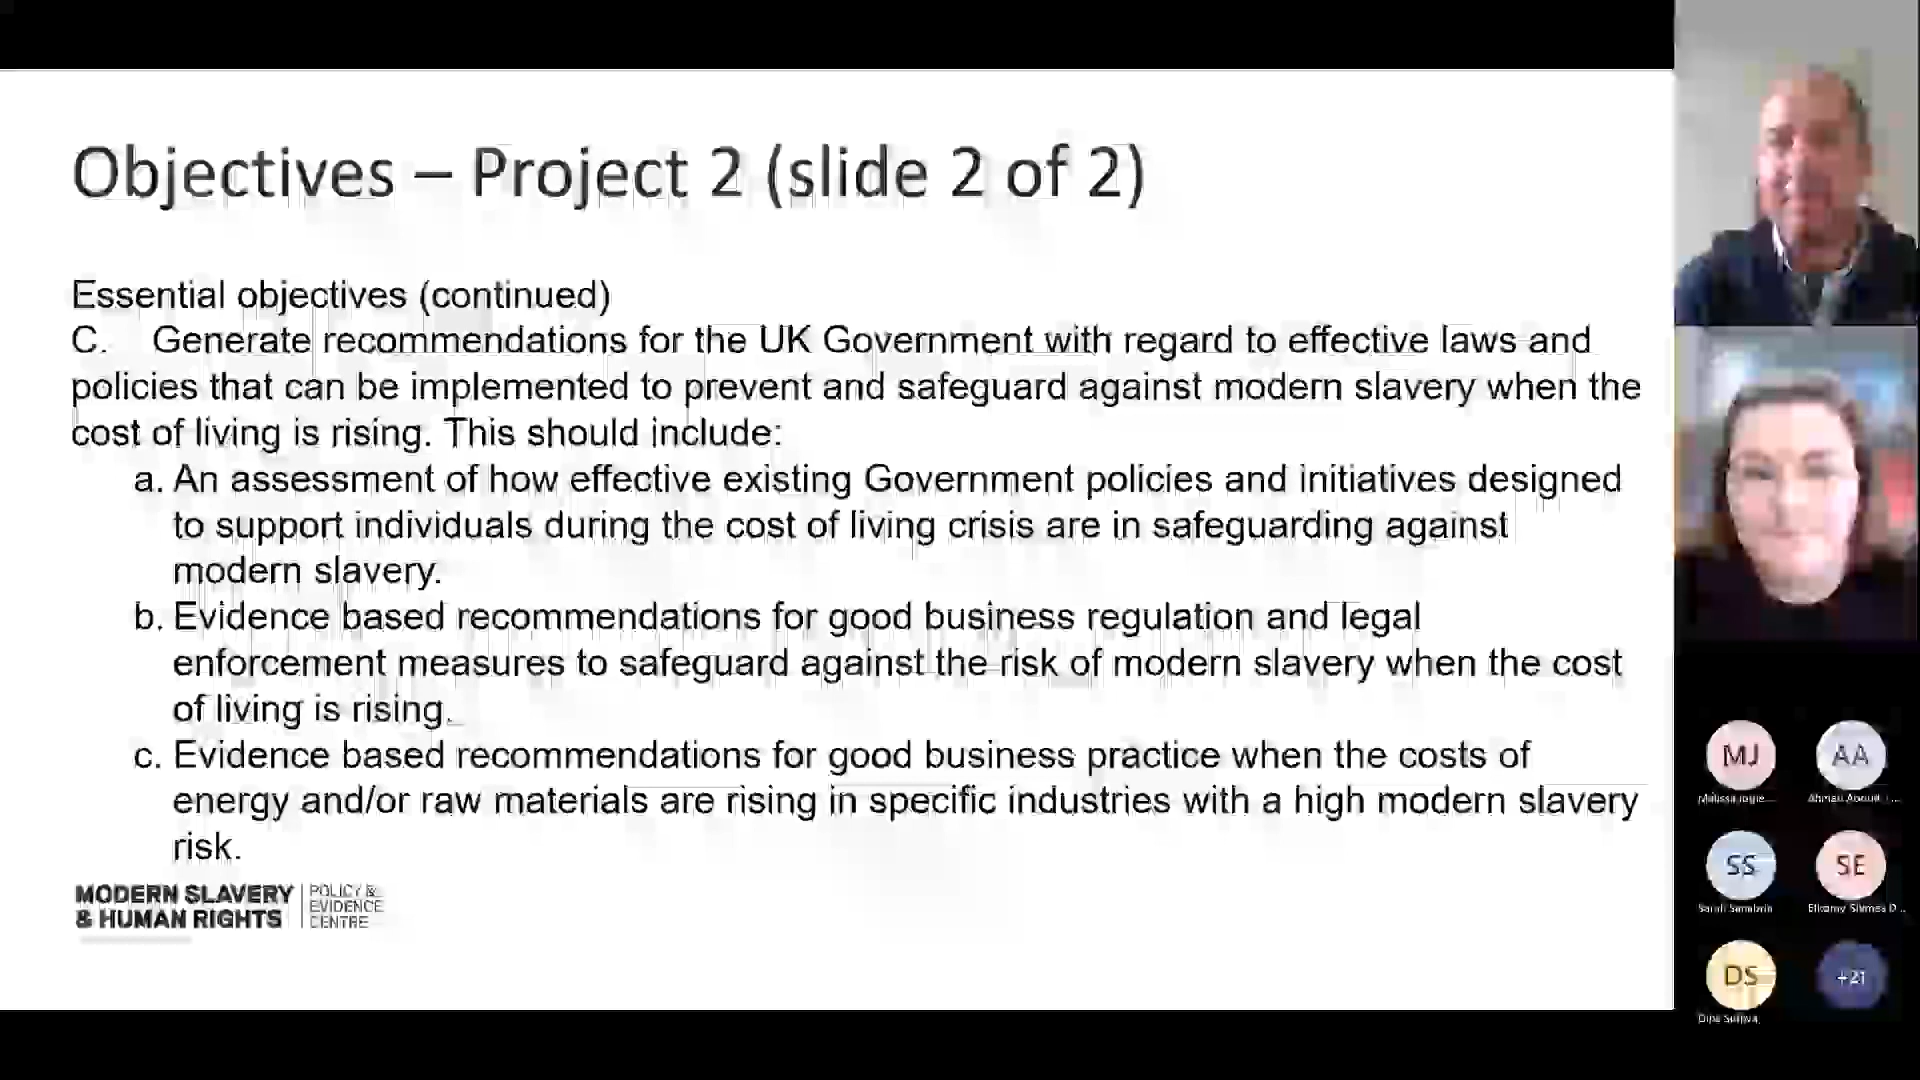 Objectives – Project 2 (slide 2 of 2)
Essential objectives (continued)
C. Generate recommendations for the UK Government with regard to effective laws and
policies that can be implemented to prevent and safeguard against modern slavery when the
cost of living is rising. This should include:
a. An assessment of how effective existing Government policies and initiatives designed
to support individuals during the cost of living crisis are in safeguarding against
modern slavery.
b. Evidence based recommendations for good business regulation and legal
enforcement measures to safeguard against the risk of modern slavery when the cost
of living is rising.
c. Evidence based recommendations for good business practice when the costs of
energy and/or raw materials are rising in specific industries with a high modern slavery
risk.
MODERN SLAVERY
& HUMAN RIGHTS
POLICY &
EVIDENCE
CENTRE
MJ
AA
SS
SE
DS
+21